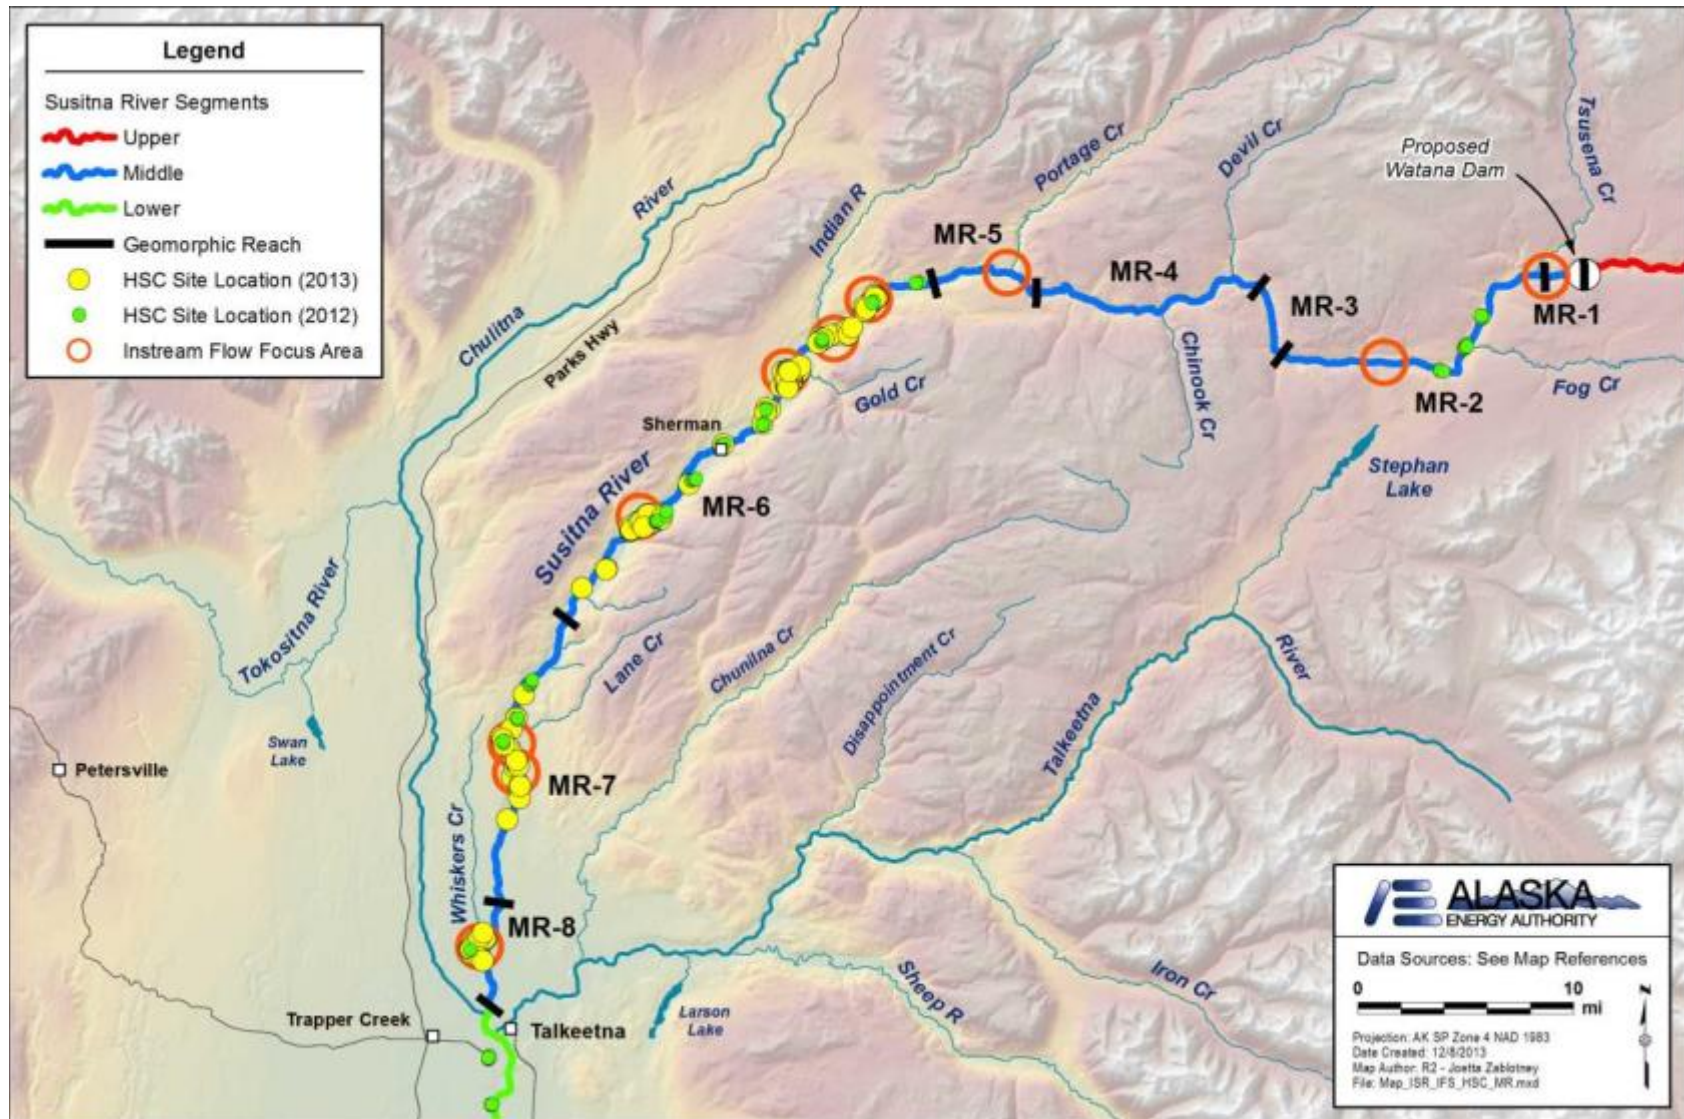 Legend
Susitna River Segments
Upper
Middle
Lower
Geomorphic Reach
HSC Site Location (2013)
HSC Site Location (2012)
Instream Flow Focus Area
Chulitna
River
Parks Hwy
Indian R
Portage Cr
Devil Cr
Tsusena Cr
Proposed
Watana Dam
MR-5
MR-4
MR-3
MR-1
MR-2
Fog Cr
Chinook Cr
Gold Cr
Sherman
Stephan
Lake
Susitna River
MR-6
Tokositna River
Lane Cr
Chunilna Cr
Disappointment Cr
Talkeetna
River
Swan
Lake
Petersville
MR-7
Whiskers Cr
MR-8
Sheep R
Iron Cr
Larson
Lake
Trapper Creek
Talkeetna
ALASKA
ENERGY AUTHORITY
Data Sources: See Map References
0 10
mi
N
Projection: AK SP Zone 4 NAD 1983
Date Created: 12/8/2013
Map Author: R2 - Joetta Zablotney
File: Map_ISR_IFS_HSC_MR.mxd